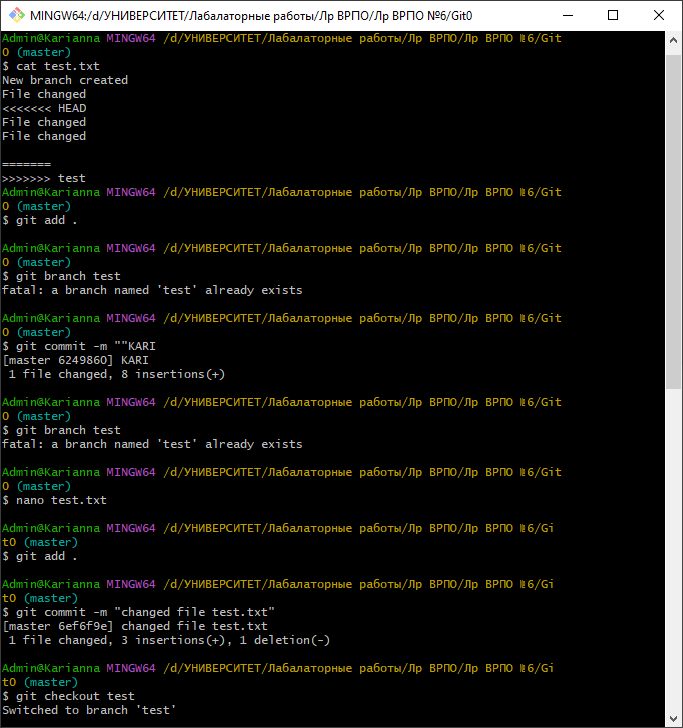 MINGW64:/d/УНИВЕРСИТЕТ/Лабалаторные работы/Лр ВРПО/Лр ВРПО №6/Git0
Admin@Karianna MINGW64 /d/УНИВЕРСИТЕТ/Лабалаторные работы/Лр ВРПО/Лр ВРПО №6/Git
0 (master)
$ cat test.txt
New branch created
File changed
<<<<<<< HEAD
File changed
File changed
=======
>>>>>>> test
Admin@Karianna MINGW64 /d/УНИВЕРСИТЕТ/Лабалаторные работы/Лр ВРПО/Лр ВРПО №6/Git
0 (master)
$ git add .
Admin@Karianna MINGW64 /d/УНИВЕРСИТЕТ/Лабалаторные работы/Лр ВРПО/Лр ВРПО №6/Git
0 (master)
$ git branch test
fatal: a branch named 'test' already exists
Admin@Karianna MINGW64 /d/УНИВЕРСИТЕТ/Лабалаторные работы/Лр ВРПО/Лр ВРПО №6/Git
0 (master)
$ git commit -m ""KARI
[master 6249860] KARI
1 file changed, 8 insertions(+)
Admin@Karianna MINGW64 /d/УНИВЕРСИТЕТ/Лабалаторные работы/Лр ВРПО/Лр ВРПО №6/Git
0 (master)
$ git branch test
fatal: a branch named 'test' already exists
Admin@Karianna MINGW64 /d/УНИВЕРСИТЕТ/Лабалаторные работы/Лр ВРПО/Лр ВРПО №6/Git
0 (master)
$ nano test.txt
Admin@Karianna MINGW64 /d/УНИВЕРСИТЕТ/Лабалаторные работы/Лр ВРПО/Лр ВРПО №6/Gi
t0 (master)
$ git add .
Admin@Karianna MINGW64 /d/УНИВЕРСИТЕТ/Лабалаторные работы/Лр ВРПО/Лр ВРПО №6/Gi
t0 (master)
$ git commit -m "changed file test.txt"
[master 6ef6f9e] changed file test.txt
1 file changed, 3 insertions(+), 1 deletion(-)
Admin@Karianna MINGW64 /d/УНИВЕРСИТЕТ/Лабалаторные работы/Лр ВРПО/Лр ВРПО №6/Gi
t0 (master)
$ git checkout test
Switched to branch 'test'